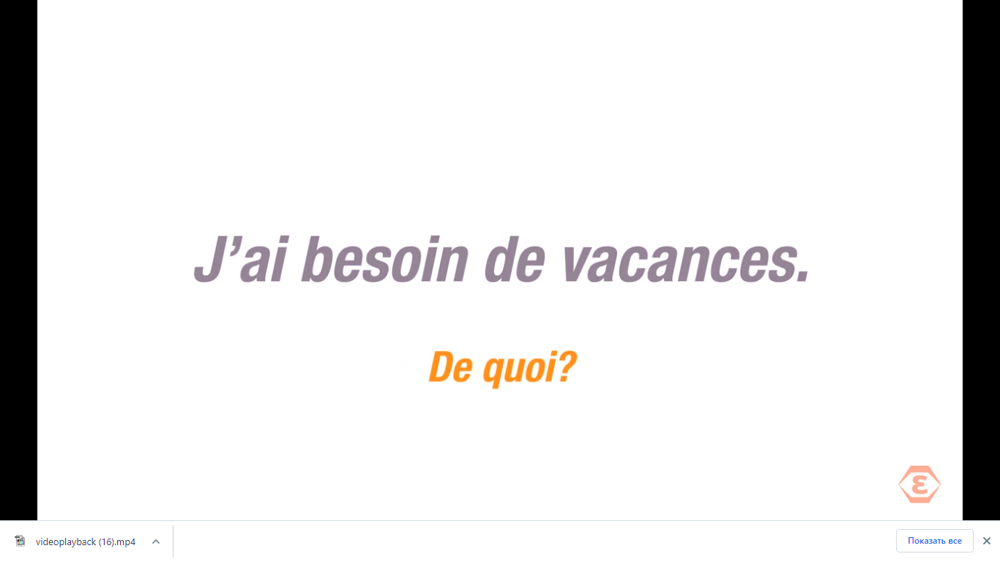 J’ai besoin de vacances.
De quoi?
ε
videoplayback (16).mp4
Показать все